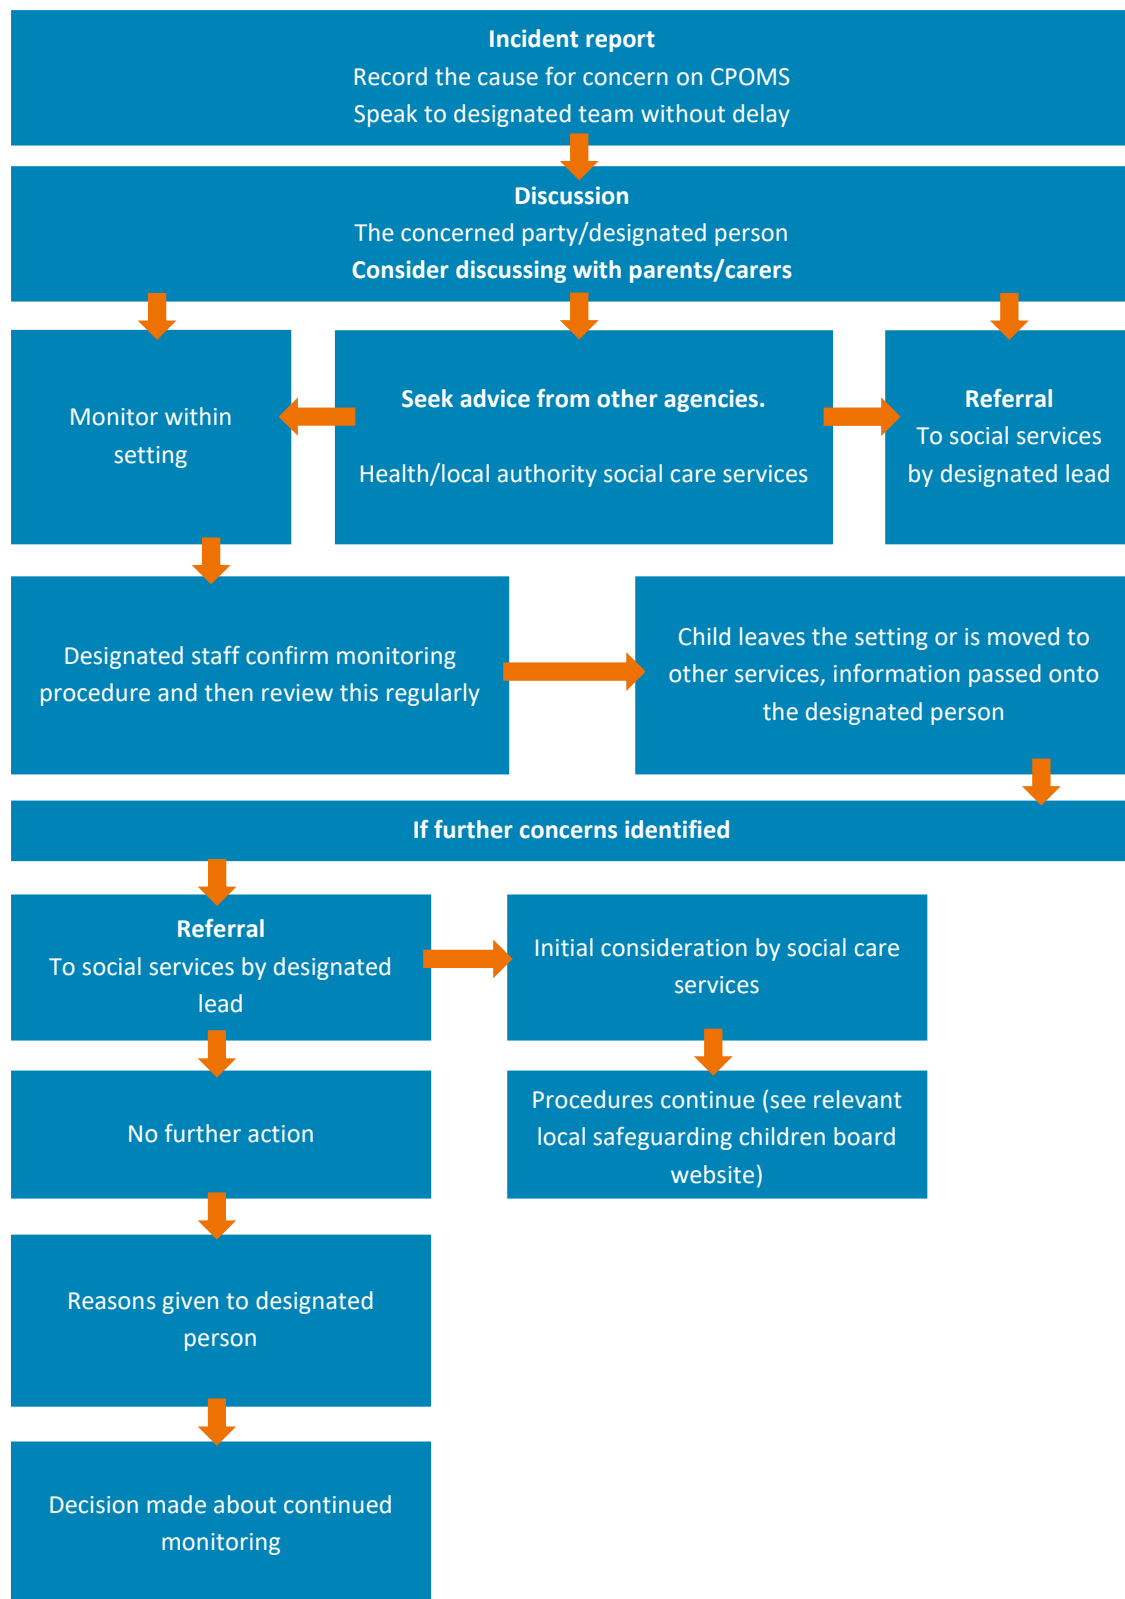 Incident report
Record the cause for concern on CPOMS
Speak to designated team without delay
Discussion
The concerned party/designated person
Consider discussing with parents/carers
Monitor within
setting
Seek advice from other agencies.
Health/local authority social care services
Referral
To social services
by designated lead
Designated staff confirm monitoring
procedure and then review this regularly
Child leaves the setting or is moved to
other services, information passed onto
the designated person
If further concerns identified
Referral
To social services by designated
lead
Initial consideration by social care
services
No further action
Procedures continue (see relevant
local safeguarding children board
website)
Reasons given to designated
person
Decision made about continued
monitoring